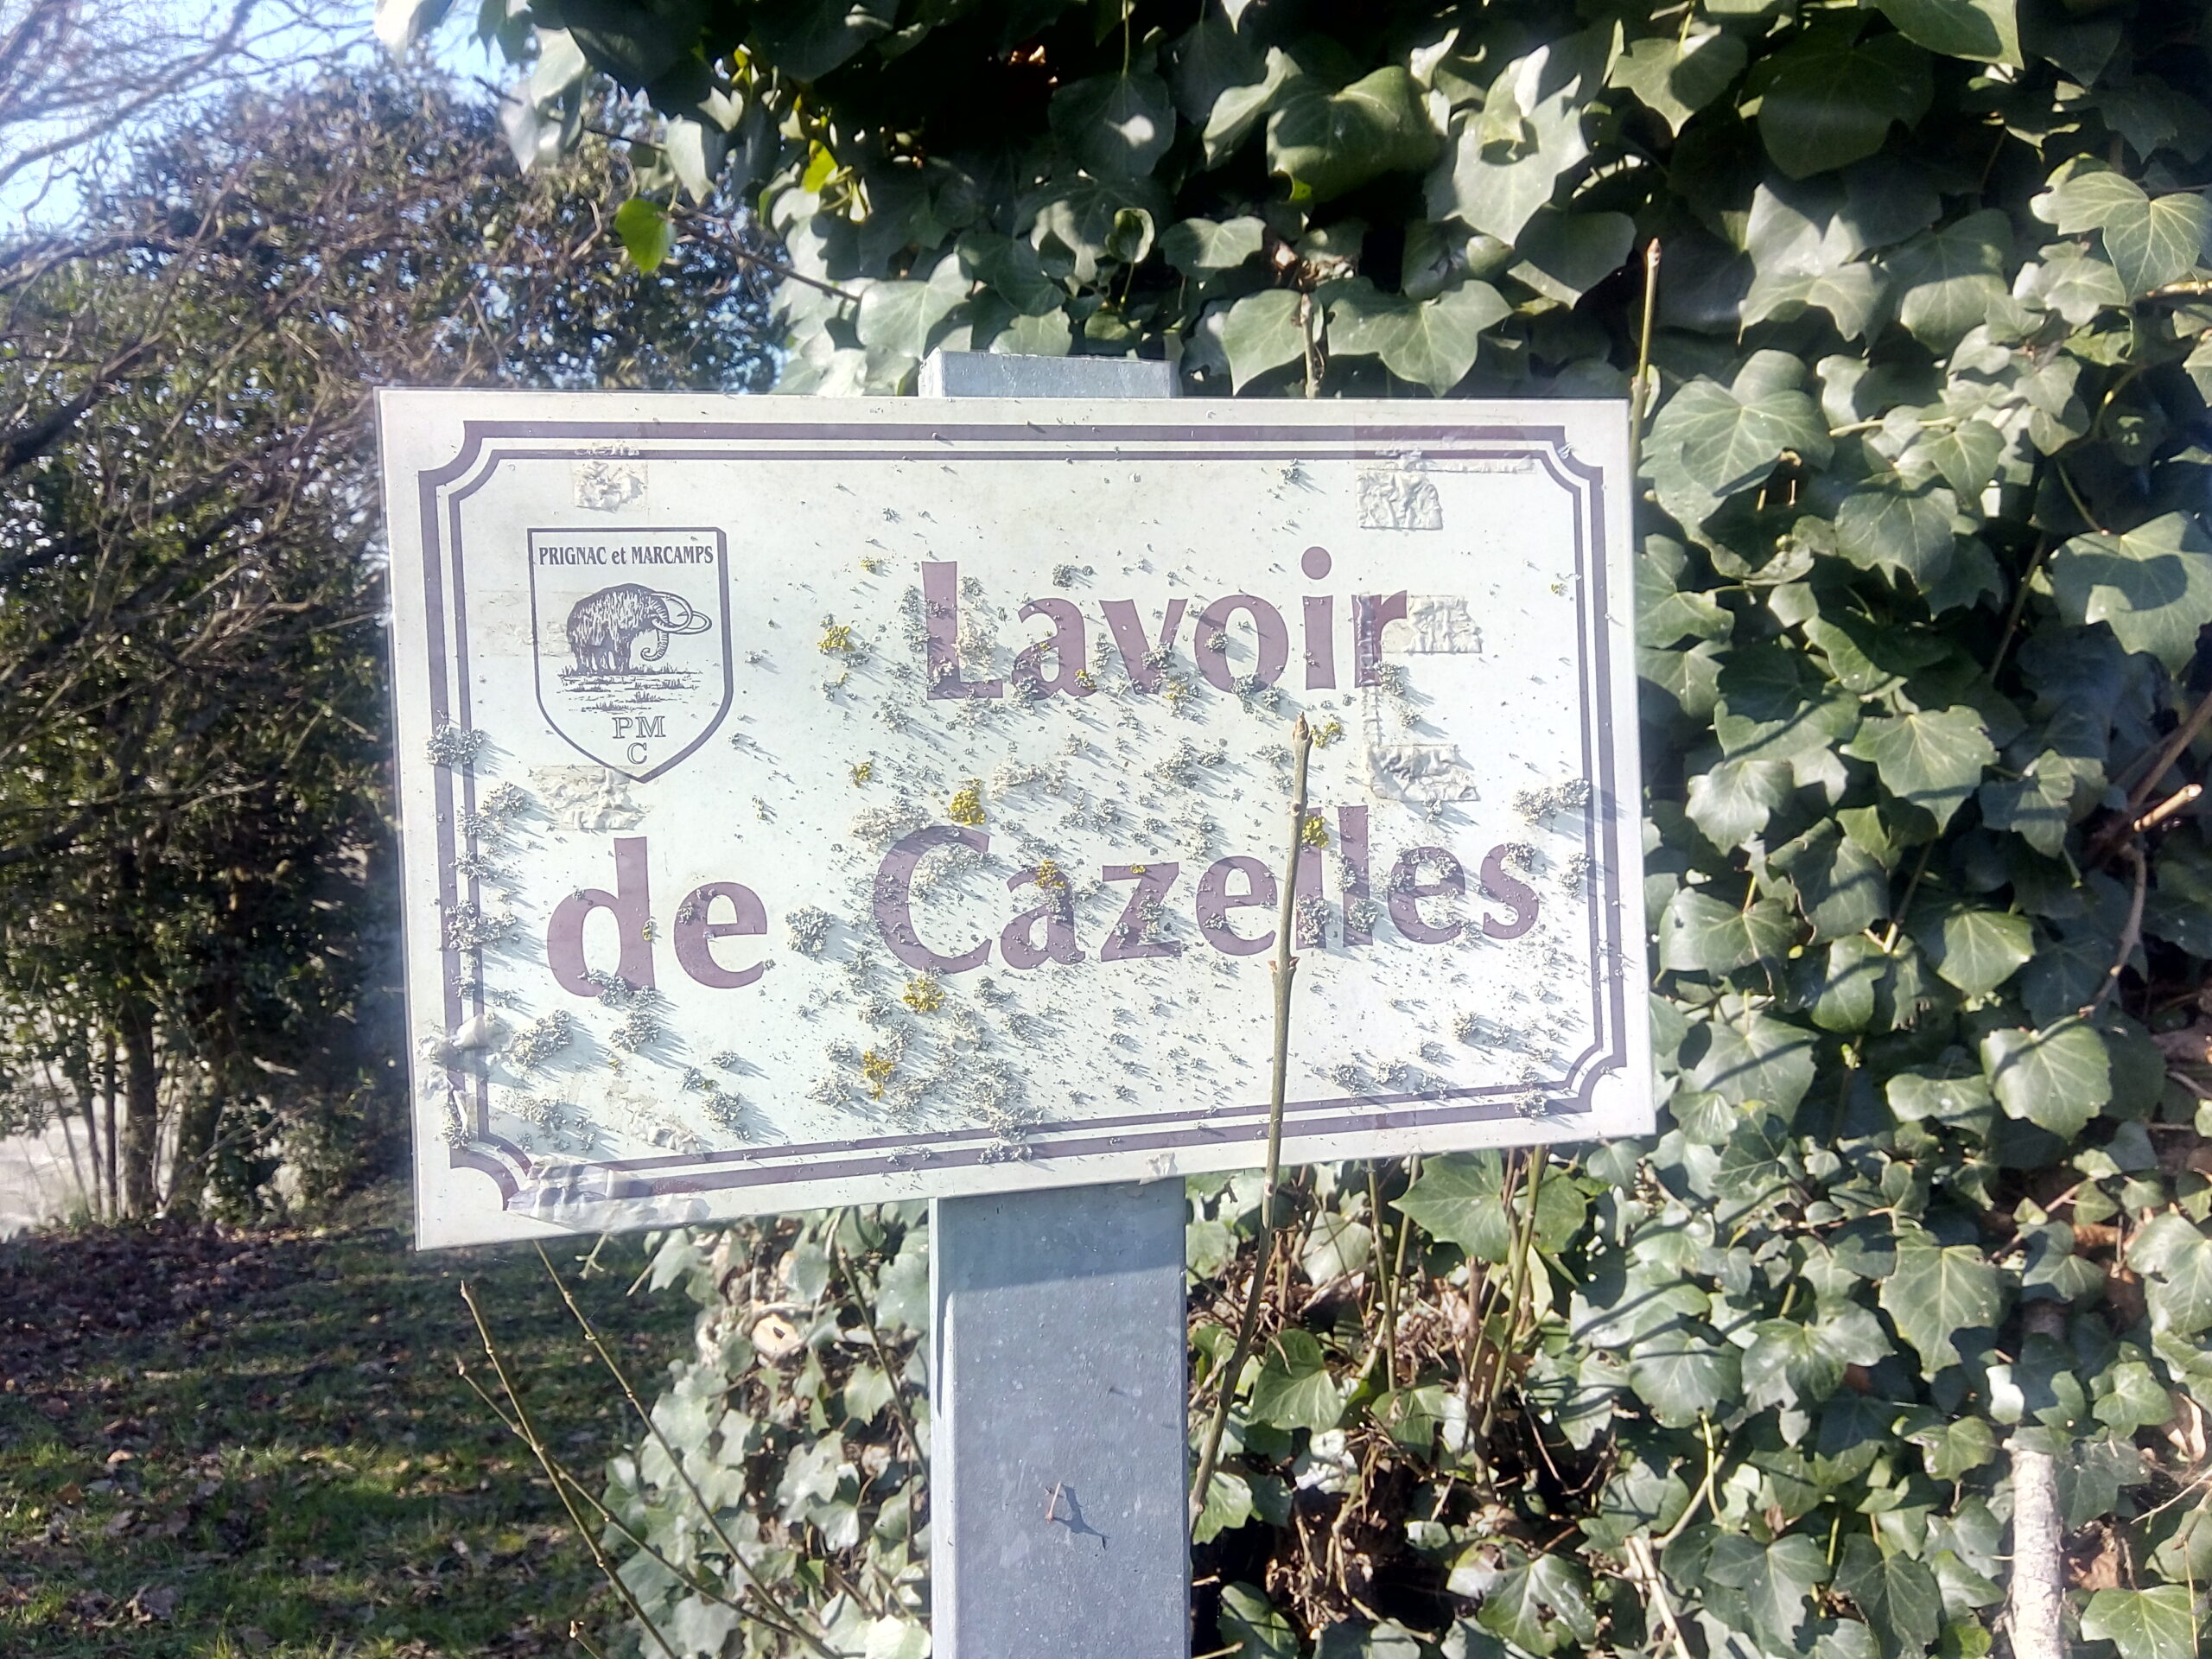 PRIGNAC et MARCAMPS
PM
C
Lavoir
de Cazelles